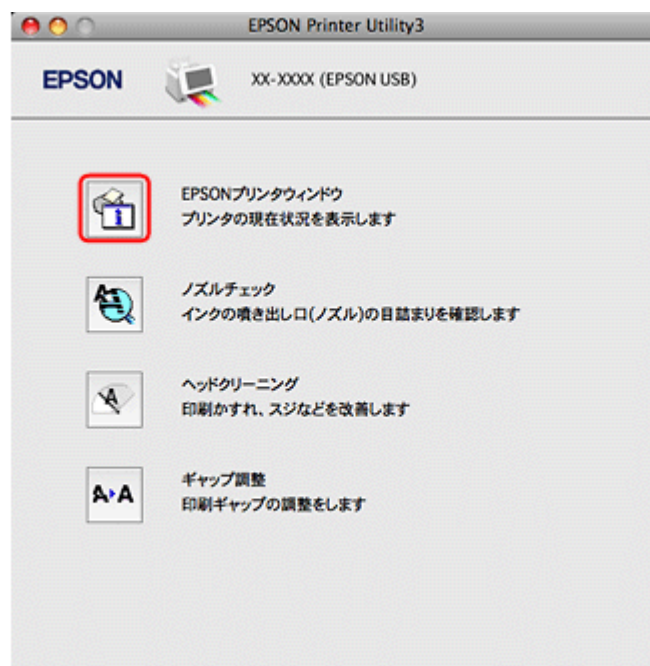 EPSON Printer Utility3
EPSON
XX-XXXX (EPSON USB)
EPSONプリンタウィンドウ
プリンタの現在状況を表示します
ノズルチェック
インクの噴き出し口(ノズル)の目詰まりを確認します
ヘッドクリーニング
印刷かすれ、スジなどを改善します
ギャップ調整
印刷ギャップの調整をします